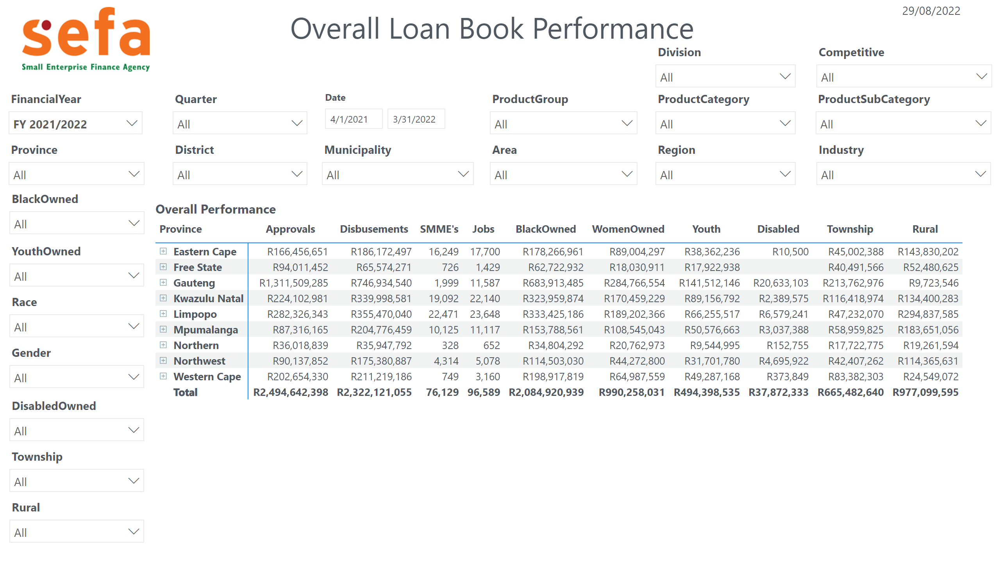 29/08/2022
sefa
Small Enterprise Finance Agency
Overall Loan Book Performance
Division Competitive
All All
FinancialYear Quarter Date ProductGroup ProductCategory ProductSubCategory
FY 2021/2022 All 4/1/2021 3/31/2022 All All All
Province District Municipality Area Region Industry
All All All All All All
BlackOwned
All
YouthOwned
All
Race
All
Gender
All
DisabledOwned
All
Township
All
Rural
All
Overall Performance
Province Approvals Disbusements SMME's Jobs BlackOwned WomenOwned Youth Disabled Township Rural
Eastern Cape R166,456,651 R186,172,497 16,249 17,700 R178,266,961 R89,004,297 R38,362,236 R10,500 R45,002,388 R143,830,202
Free State R94,011,452 R65,574,271 726 1,429 R62,722,932 R18,030,911 R17,922,938 R40,491,566 R52,480,625
Gauteng R1,311,509,285 R746,934,540 1,999 11,587 R683,913,485 R284,766,554 R141,512,146 R20,633,103 R213,762,976 R9,723,546
Kwazulu Natal R224,102,981 R339,998,581 19,092 22,140 R323,959,874 R170,459,229 R89,156,792 R2,389,575 R116,418,974 R134,400,283
Limpopo R282,326,343 R355,470,040 22,471 23,648 R333,425,186 R189,202,366 R66,255,517 R6,579,241 R47,232,070 R294,837,585
Mpumalanga R87,316,165 R204,776,459 10,125 11,117 R153,788,561 R108,545,043 R50,576,663 R3,037,388 R58,959,825 R183,651,056
Northern R36,018,839 R35,947,792 328 652 R34,804,292 R20,762,973 R9,544,995 R152,755 R17,722,775 R19,261,594
Northwest R90,137,852 R175,380,887 4,314 5,078 R114,503,030 R44,272,800 R31,701,780 R4,695,922 R42,407,262 R114,365,631
Western Cape R202,654,330 R211,219,186 749 3,160 R198,917,819 R64,987,559 R49,287,168 R373,849 R83,382,303 R24,549,072
Total R2,494,642,398 R2,322,121,055 76,129 96,589 R2,084,920,939 R990,258,031 R494,398,535 R37,872,333 R665,482,640 R977,099,595